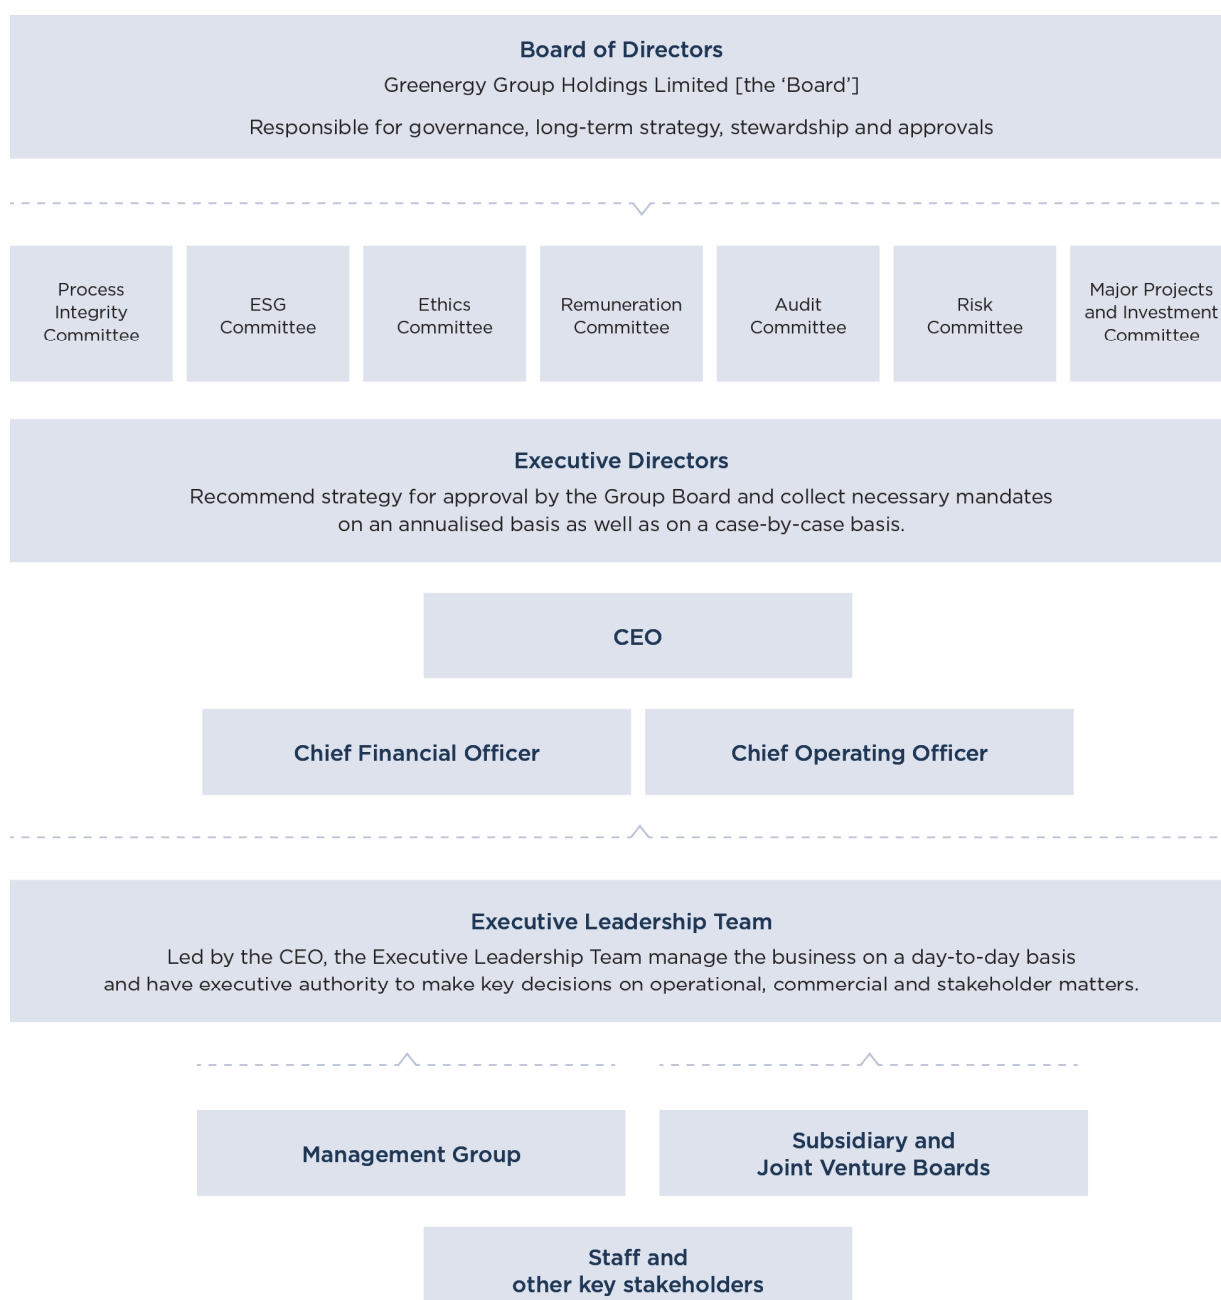 Board of Directors
Greenergy Group Holdings Limited [the ‘Board’]
Responsible for governance, long-term strategy, stewardship and approvals
Process
Integrity
Committee
ESG
Committee
Ethics
Committee
Remuneration
Committee
Audit
Committee
Risk
Committee
Major Projects
and Investment
Committee
Executive Directors
Recommend strategy for approval by the Group Board and collect necessary mandates
on an annualised basis as well as on a case-by-case basis.
CEO
Chief Financial Officer
Chief Operating Officer
Executive Leadership Team
Led by the CEO, the Executive Leadership Team manage the business on a day-to-day basis
and have executive authority to make key decisions on operational, commercial and stakeholder matters.
Management Group
Subsidiary and
Joint Venture Boards
Staff and
other key stakeholders